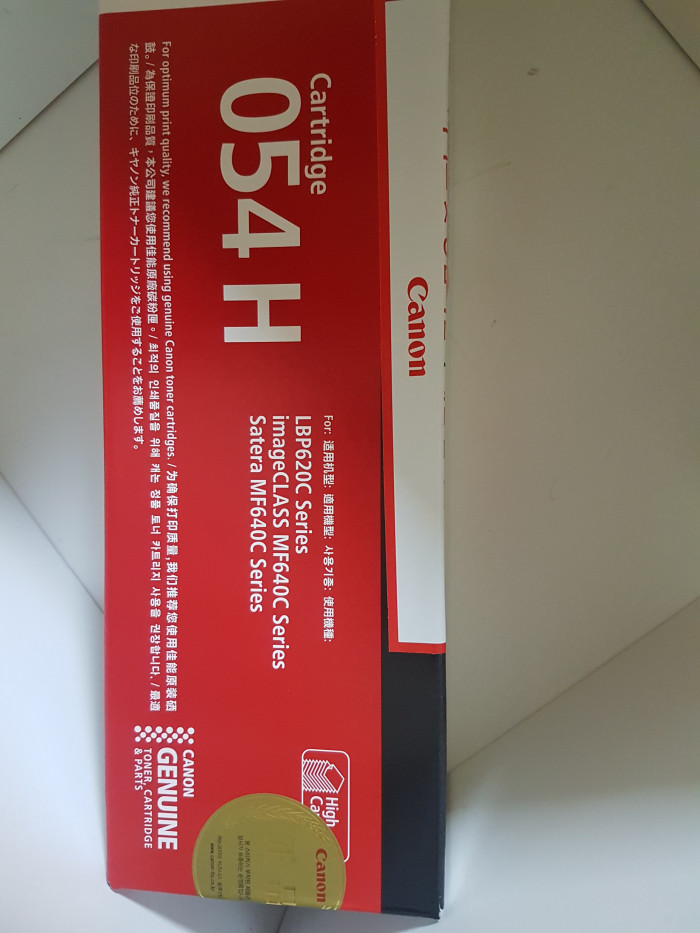 Canon
Cartridge
054 H
For: 适用机型: 適用機型: 사용기종: 使用機種:
LBP620C Series
imageCLASS MF640C Series
Satera MF640C Series
For optimum print quality, we recommend using genuine Canon toner cartridges. / 为确保打印质量,我们推荐您使用佳能原装硒
鼓。/ 為保證印刷品質，本公司建議您使用佳能原廠碳粉匣。/ 최적의 인쇄품질을 위해 캐논 정품 토너 카트리지 사용을 권장합니다. / 最適
な印刷品位のために、キヤノン純正トナーカートリッジをご使用することをお薦めします。
CANON
GENUINE
TONER, CARTRIDGE
& PARTS
High
Ca
Canon